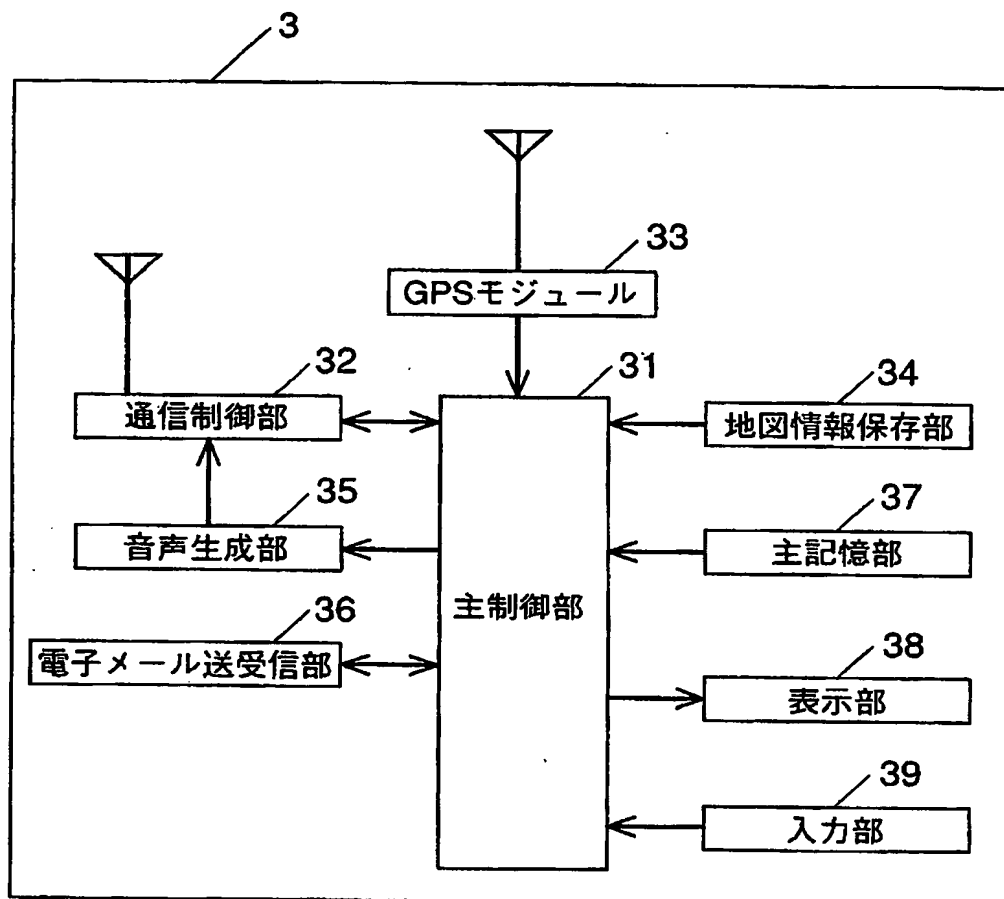 3
33
GPSモジュール
32
通信制御部
31
主制御部
34
地図情報保存部
35
音声生成部
37
主記憶部
36
電子メール送受信部
38
表示部
39
入力部